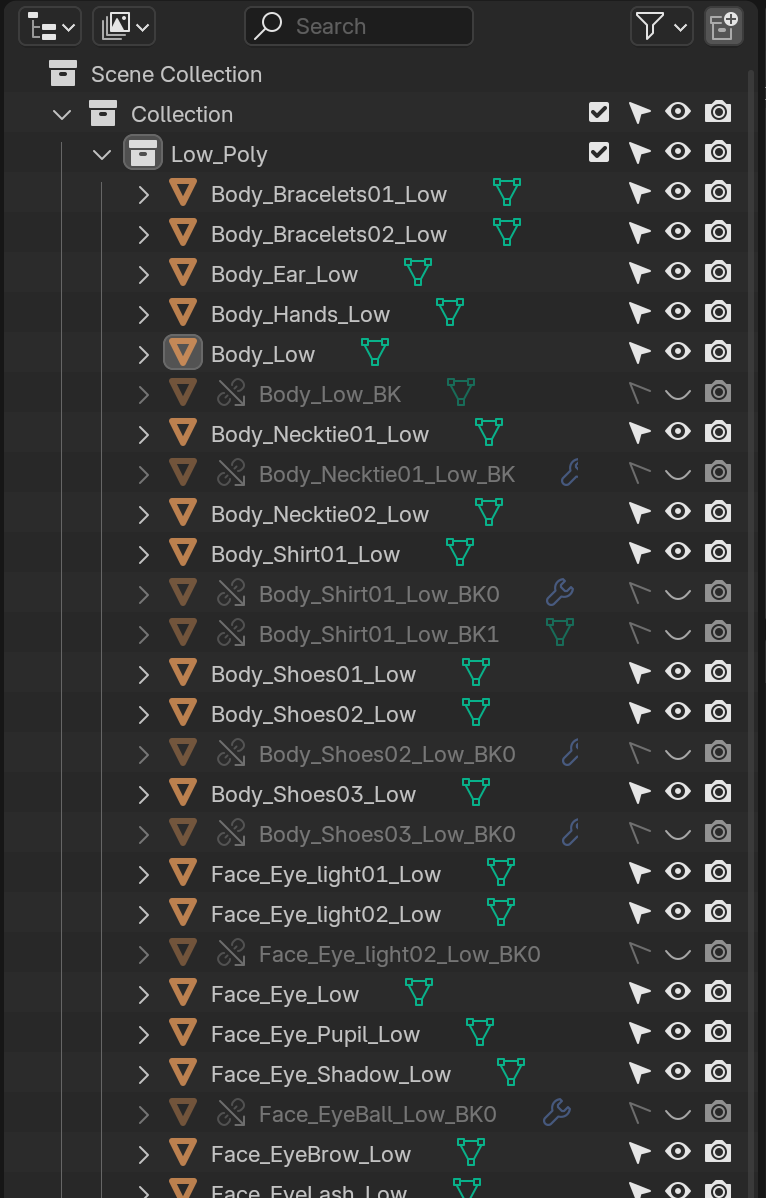 Search
Scene Collection
Collection
Low_Poly
Body_Bracelets01_Low
Body_Bracelets02_Low
Body_Ear_Low
Body_Hands_Low
Body_Low
Body_Low_BK
Body_Necktie01_Low
Body_Necktie01_Low_BK
Body_Necktie02_Low
Body_Shirt01_Low
Body_Shirt01_Low_BK0
Body_Shirt01_Low_BK1
Body_Shoes01_Low
Body_Shoes02_Low
Body_Shoes02_Low_BK0
Body_Shoes03_Low
Body_Shoes03_Low_BK0
Face_Eye_light01_Low
Face_Eye_light02_Low
Face_Eye_light02_Low_BK0
Face_Eye_Low
Face_Eye_Pupil_Low
Face_Eye_Shadow_Low
Face_EyeBall_Low_BK0
Face_EyeBrow_Low
Face_EyeLash_Low